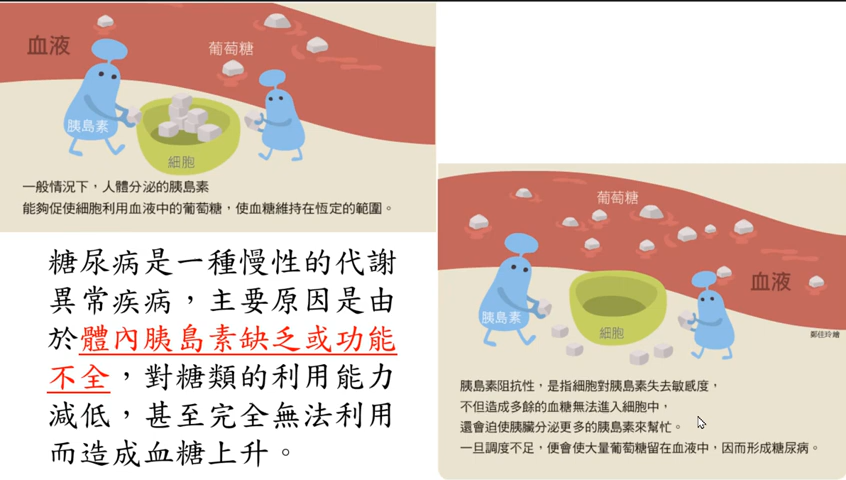 血液
葡萄糖
胰島素
細胞
一般情況下，人體分泌的胰島素
能夠促使細胞利用血液中的葡萄糖，使血糖維持在恆定的範圍。
糖尿病是一種慢性的代謝
異常疾病，主要原因是由
於體內胰島素缺乏或功能
不全，對糖類的利用能力
減低，甚至完全無法利用
而造成血糖上升。
葡萄糖
血液
胰島素
細胞
鄭佳玲繪
胰島素阻抗性，是指細胞對胰島素失去敏感度，
不但造成多餘的血糖無法進入細胞中，
還會迫使胰臟分泌更多的胰島素來幫忙。
一旦調度不足，便會使大量葡萄糖留在血液中，因而形成糖尿病。